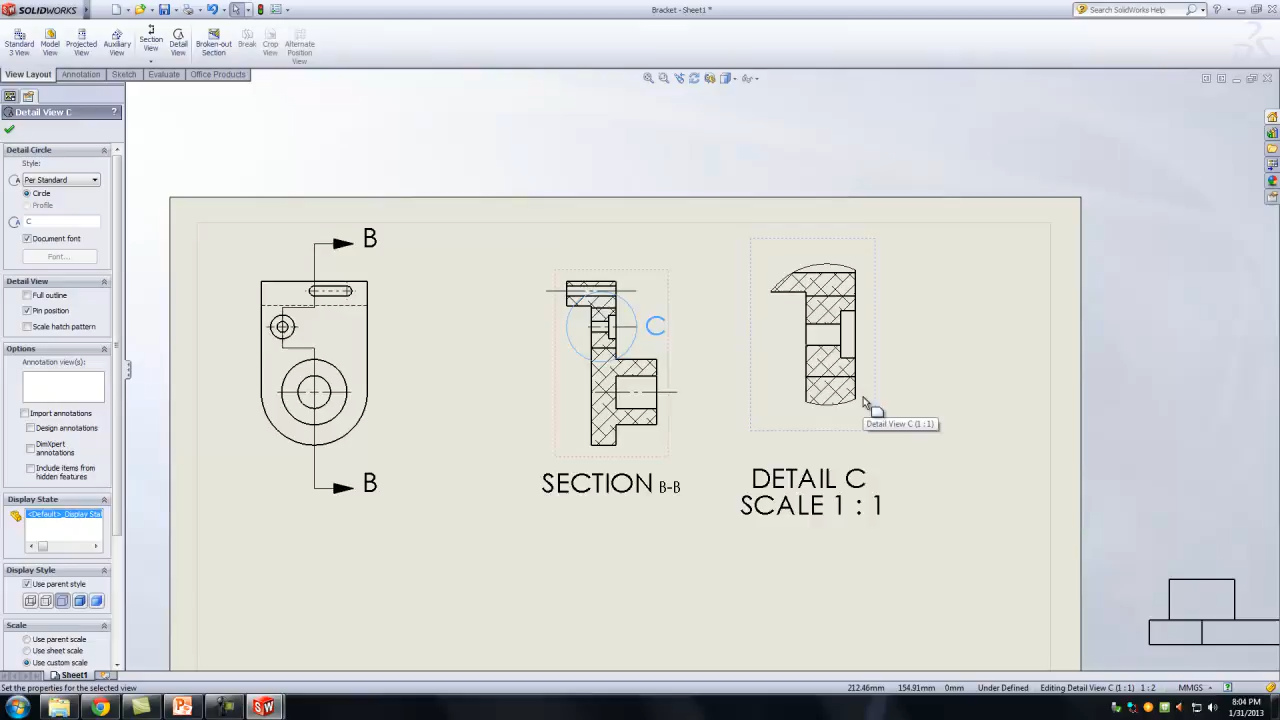 SOLIDWORKS
Bracket - Sheet1 *
Search SolidWorks Help
Standard 3 View
Model View
Projected View
Auxiliary View
Section View
Detail View
Broken-out Section
Break
Crop View
Alternate Position View
View Layout
Annotation
Sketch
Evaluate
Office Products
Detail View C
?
Detail Circle
Style:
Per Standard
Circle
Profile
C
Document font
Font...
Detail View
Full outline
Pin position
Scale hatch pattern
Options
Annotation view(s):
Import annotations
Design annotations
DimXpert annotations
Include items from hidden features
Display State
<Default>_Display Sta
Display Style
Use parent style
Scale
Use parent scale
Use sheet scale
Use custom scale
B
B
C
SECTION B-B
DETAIL C
SCALE 1 : 1
Detail View C (1 : 1)
Sheet1
Set the properties for the selected view
212.46mm
154.91mm
0mm
Under Defined
Editing Detail View C (1 : 1)
1 : 2
MMGS
8:04 PM
1/31/2013